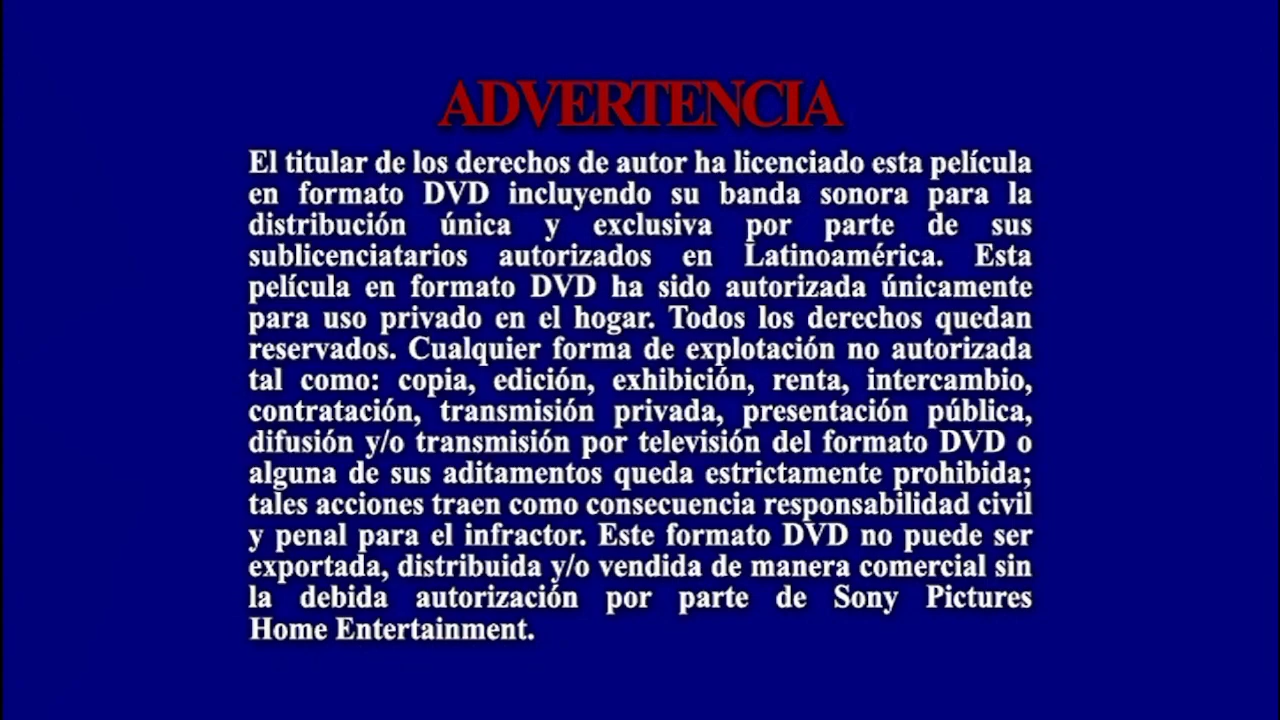 ADVERTENCIA
El titular de los derechos de autor ha licenciado esta película
en formato DVD incluyendo su banda sonora para la
distribución única y exclusiva por parte de sus
sublicenciatarios autorizados en Latinoamérica. Esta
película en formato DVD ha sido autorizada únicamente
para uso privado en el hogar. Todos los derechos quedan
reservados. Cualquier forma de explotación no autorizada
tal como: copia, edición, exhibición, renta, intercambio,
contratación, transmisión privada, presentación pública,
difusión y/o transmisión por televisión del formato DVD o
alguna de sus aditamentos queda estrictamente prohibida;
tales acciones traen como consecuencia responsabilidad civil
y penal para el infractor. Este formato DVD no puede ser
exportada, distribuida y/o vendida de manera comercial sin
la debida autorización por parte de Sony Pictures
Home Entertainment.